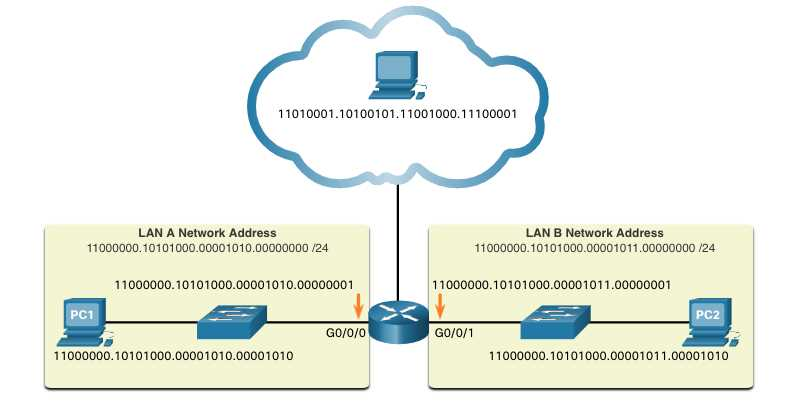 11010001.10100101.11001000.11100001
LAN A Network Address
11000000.10101000.00001010.00000000 /24
11000000.10101000.00001010.00000001
PC1
G0/0/0
11000000.10101000.00001010.00001010
LAN B Network Address
11000000.10101000.00001011.00000000 /24
11000000.10101000.00001011.00000001
PC2
G0/0/1
11000000.10101000.00001011.00001010